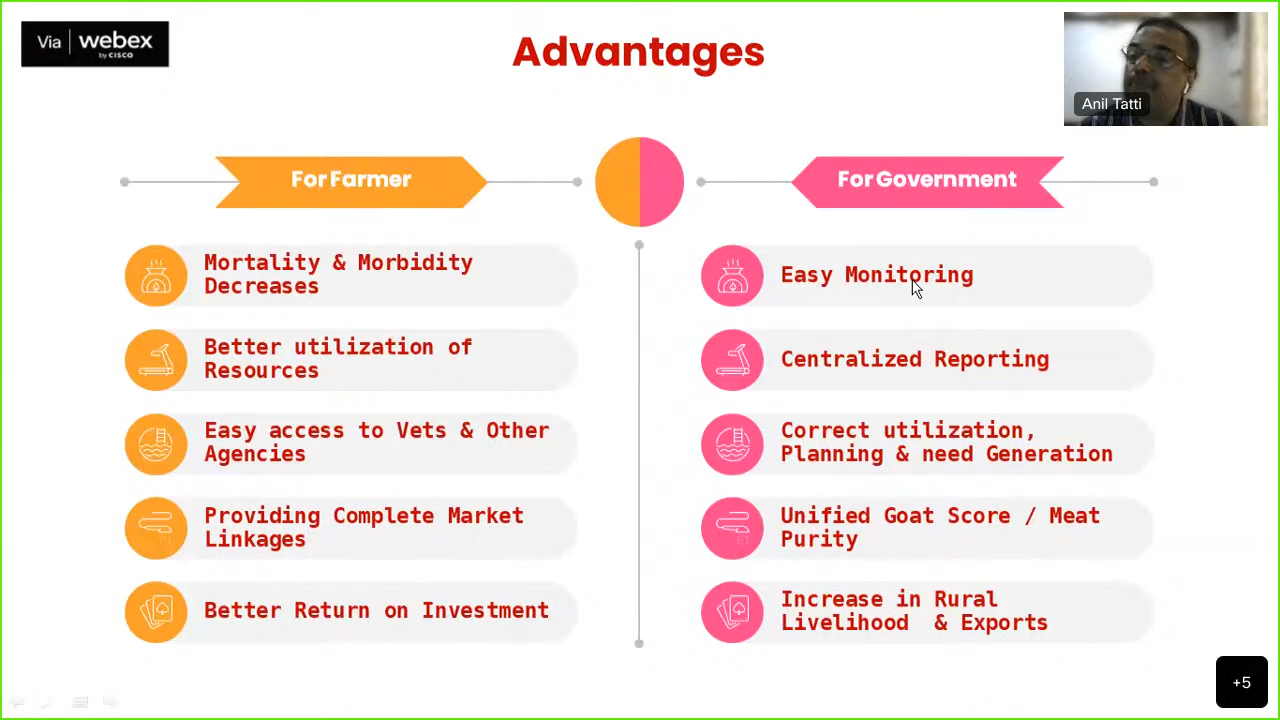 Via | webex
by CISCO
Advantages
Anil Tatti
For Farmer
Mortality & Morbidity
Decreases
Better utilization of
Resources
Easy access to Vets & Other
Agencies
Providing Complete Market
Linkages
Better Return on Investment
For Government
Easy Monitoring
Centralized Reporting
Correct utilization,
Planning & need Generation
Unified Goat Score / Meat
Purity
Increase in Rural
Livelihood  & Exports
+5